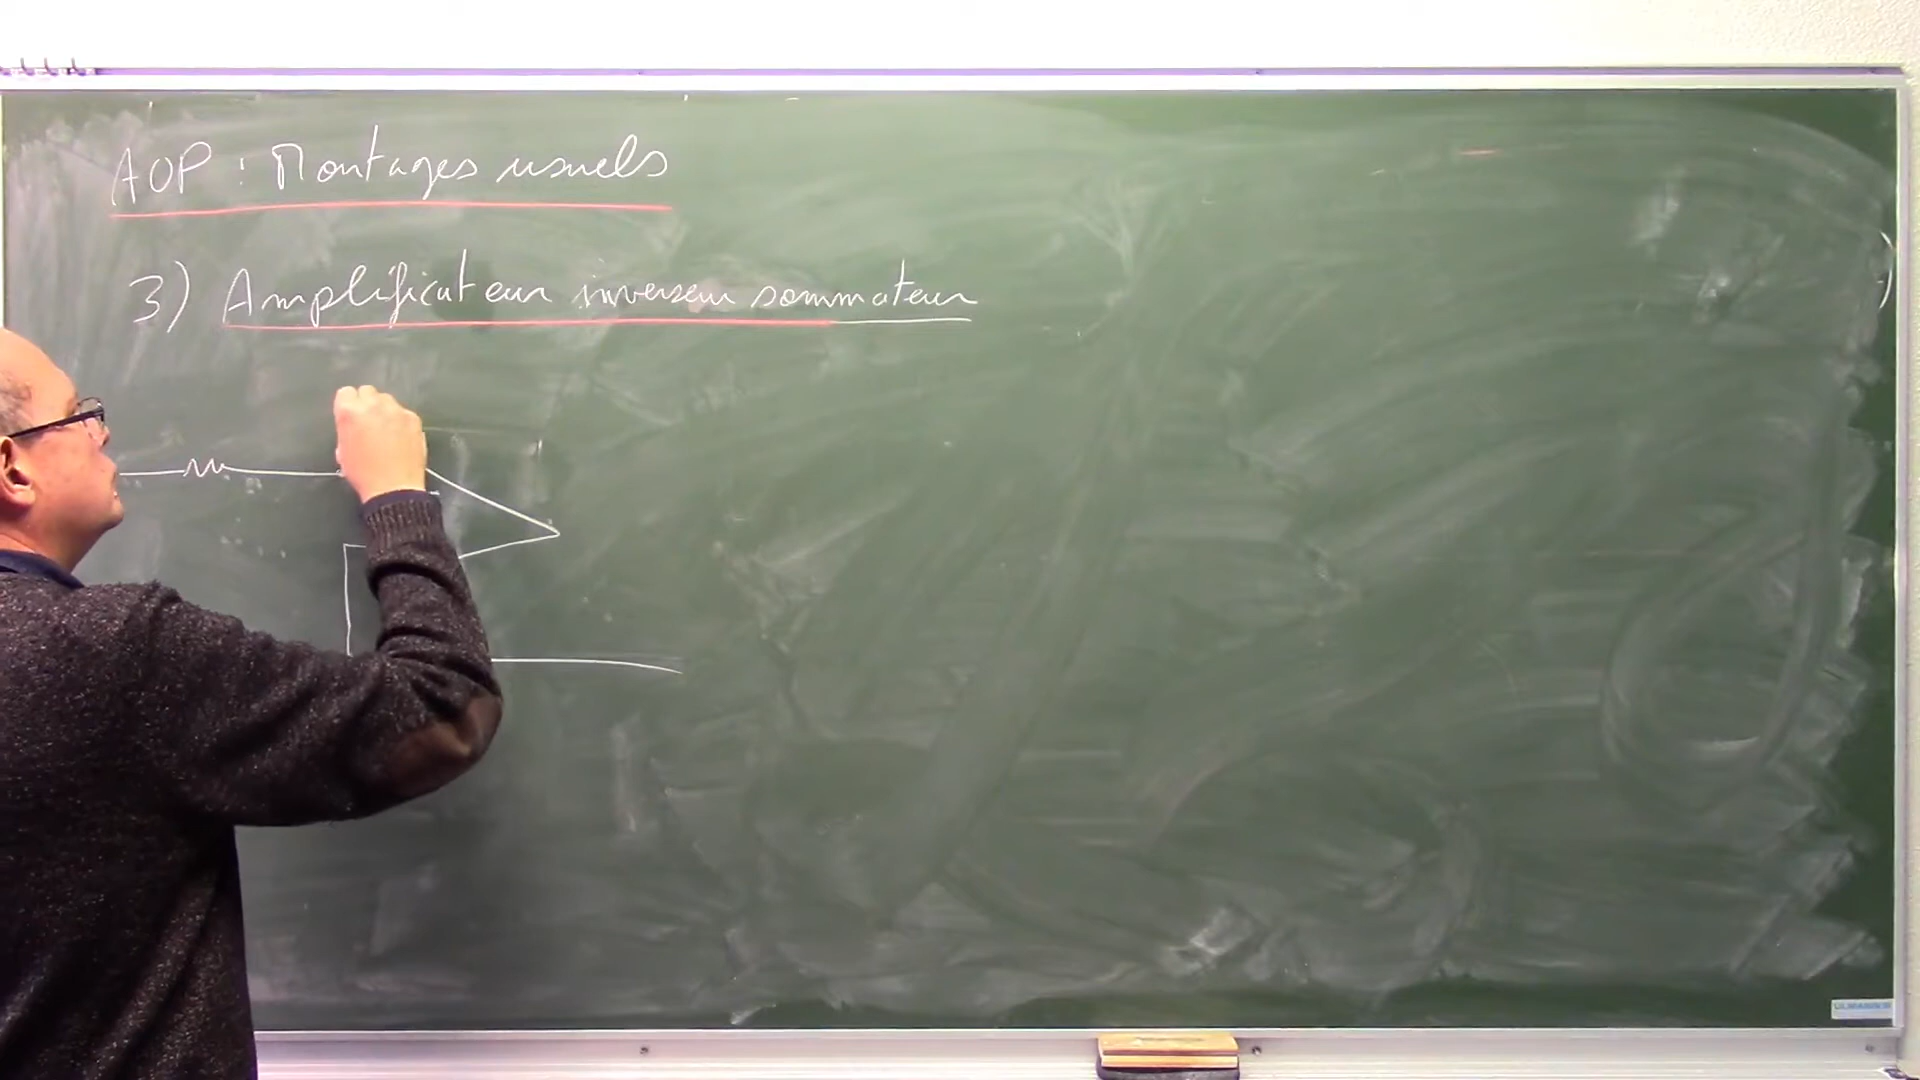 AOP : Montages usuels
3) Amplificateur inverseur sommateur